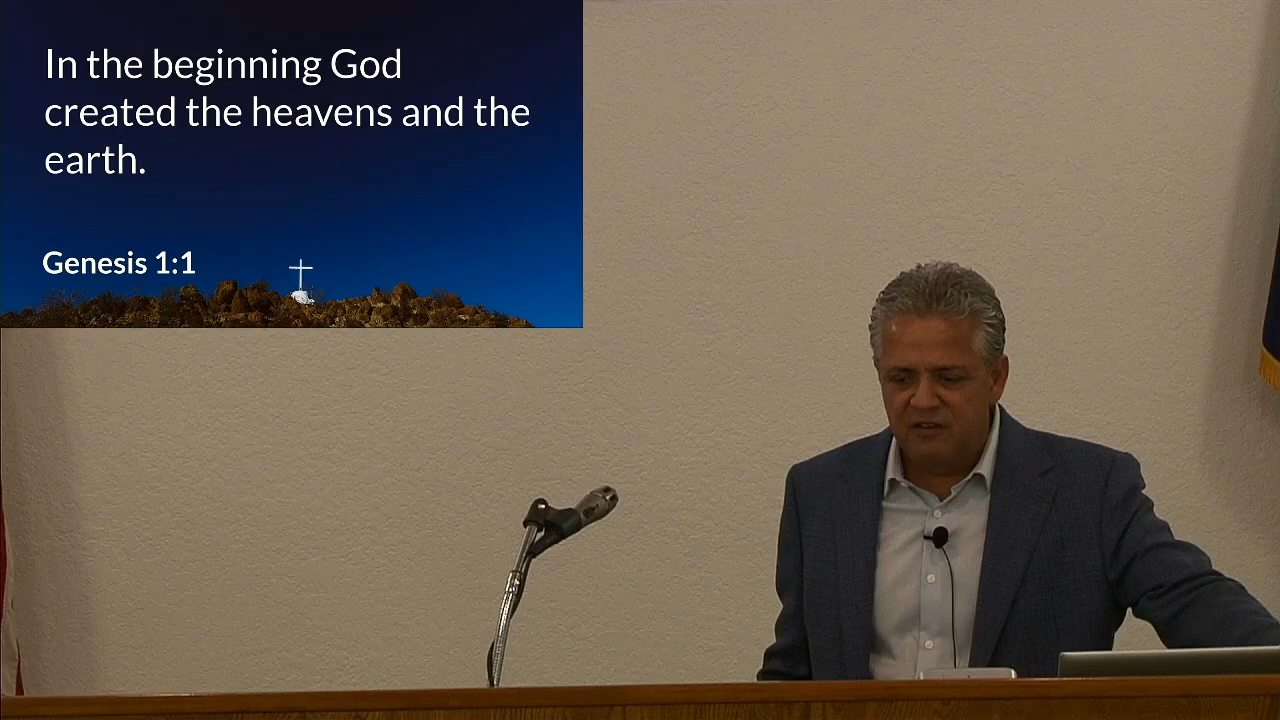 In the beginning God
created the heavens and the
earth.
Genesis 1:1